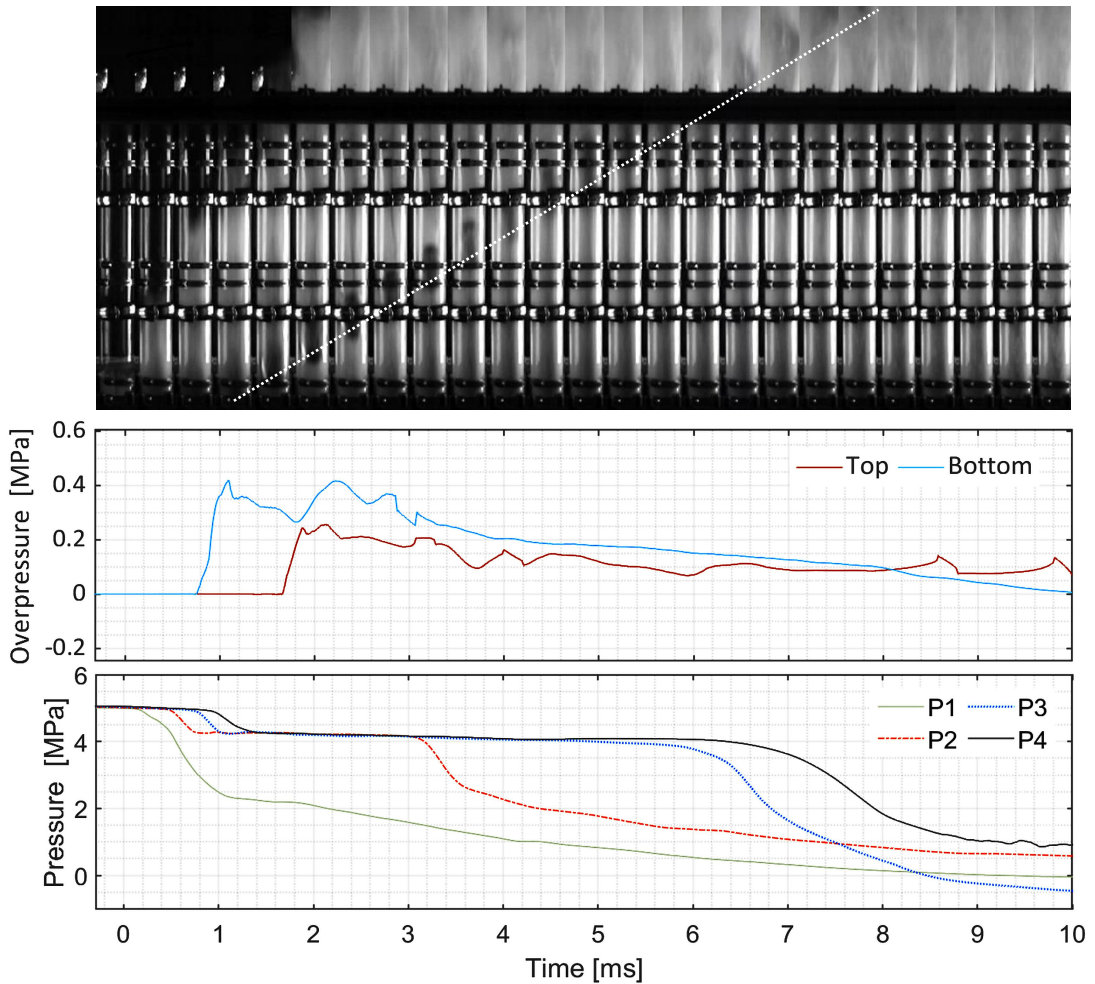 Overpressure [MPa]
0.6
0.4
0.2
0
-0.2
Top
Bottom
Pressure [MPa]
6
4
2
0
P1
P3
P2
P4
0 1 2 3 4 5 6 7 8 9 10
Time [ms]